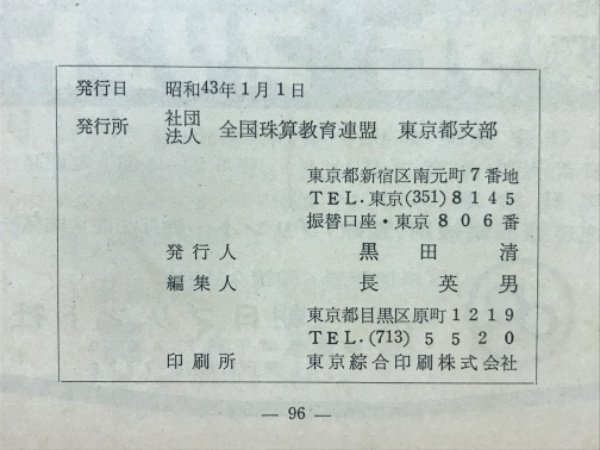 発行日 昭和43年1月1日
発行所 社団法人 全国珠算教育連盟 東京都支部
東京都新宿区南元町7番地
TEL.東京(351)8145
振替口座・東京806番
発行人 黒田清
編集人 長英男
東京都目黒区原町1219
TEL.(713)5520
印刷所 東京綜合印刷株式会社
— 96 —